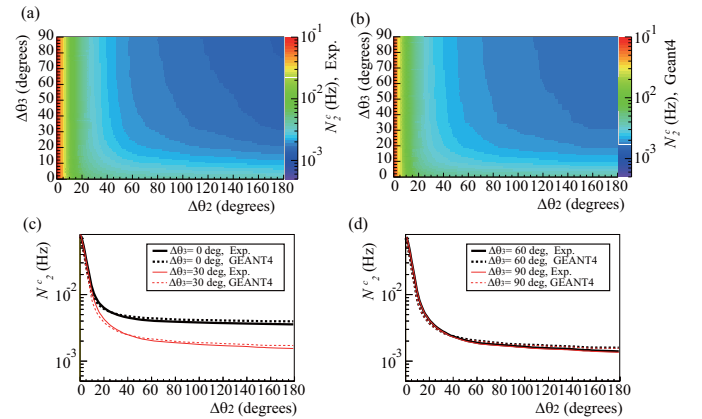 (a)
90
80
70
60
50
40
30
20
10
0
Δθ3 (degrees)
0 20 40 60 80 100 120 140 160 180
Δθ2 (degrees)
10^-1
10^-2
10^-3
N_2^c (Hz), Exp.
(b)
90
80
70
60
50
40
30
20
10
0
Δθ3 (degrees)
0 20 40 60 80 100 120 140 160 180
Δθ2 (degrees)
10^-1
10^-2
10^-3
N_2^c (Hz), Geant4
(c)
N^c_2 (Hz)
10^-2
10^-3
Δθ3= 0 deg, Exp.
Δθ3= 0 deg, GEANT4
Δθ3=30 deg, Exp.
Δθ3=30 deg, GEANT4
0 20 40 60 80 100 120 140 160 180
Δθ2 (degrees)
(d)
N^c_2 (Hz)
10^-2
10^-3
Δθ3= 60 deg, Exp.
Δθ3= 60 deg, GEANT4
Δθ3= 90 deg, Exp.
Δθ3= 90 deg, GEANT4
0 20 40 60 80 100 120 140 160 180
Δθ2 (degrees)